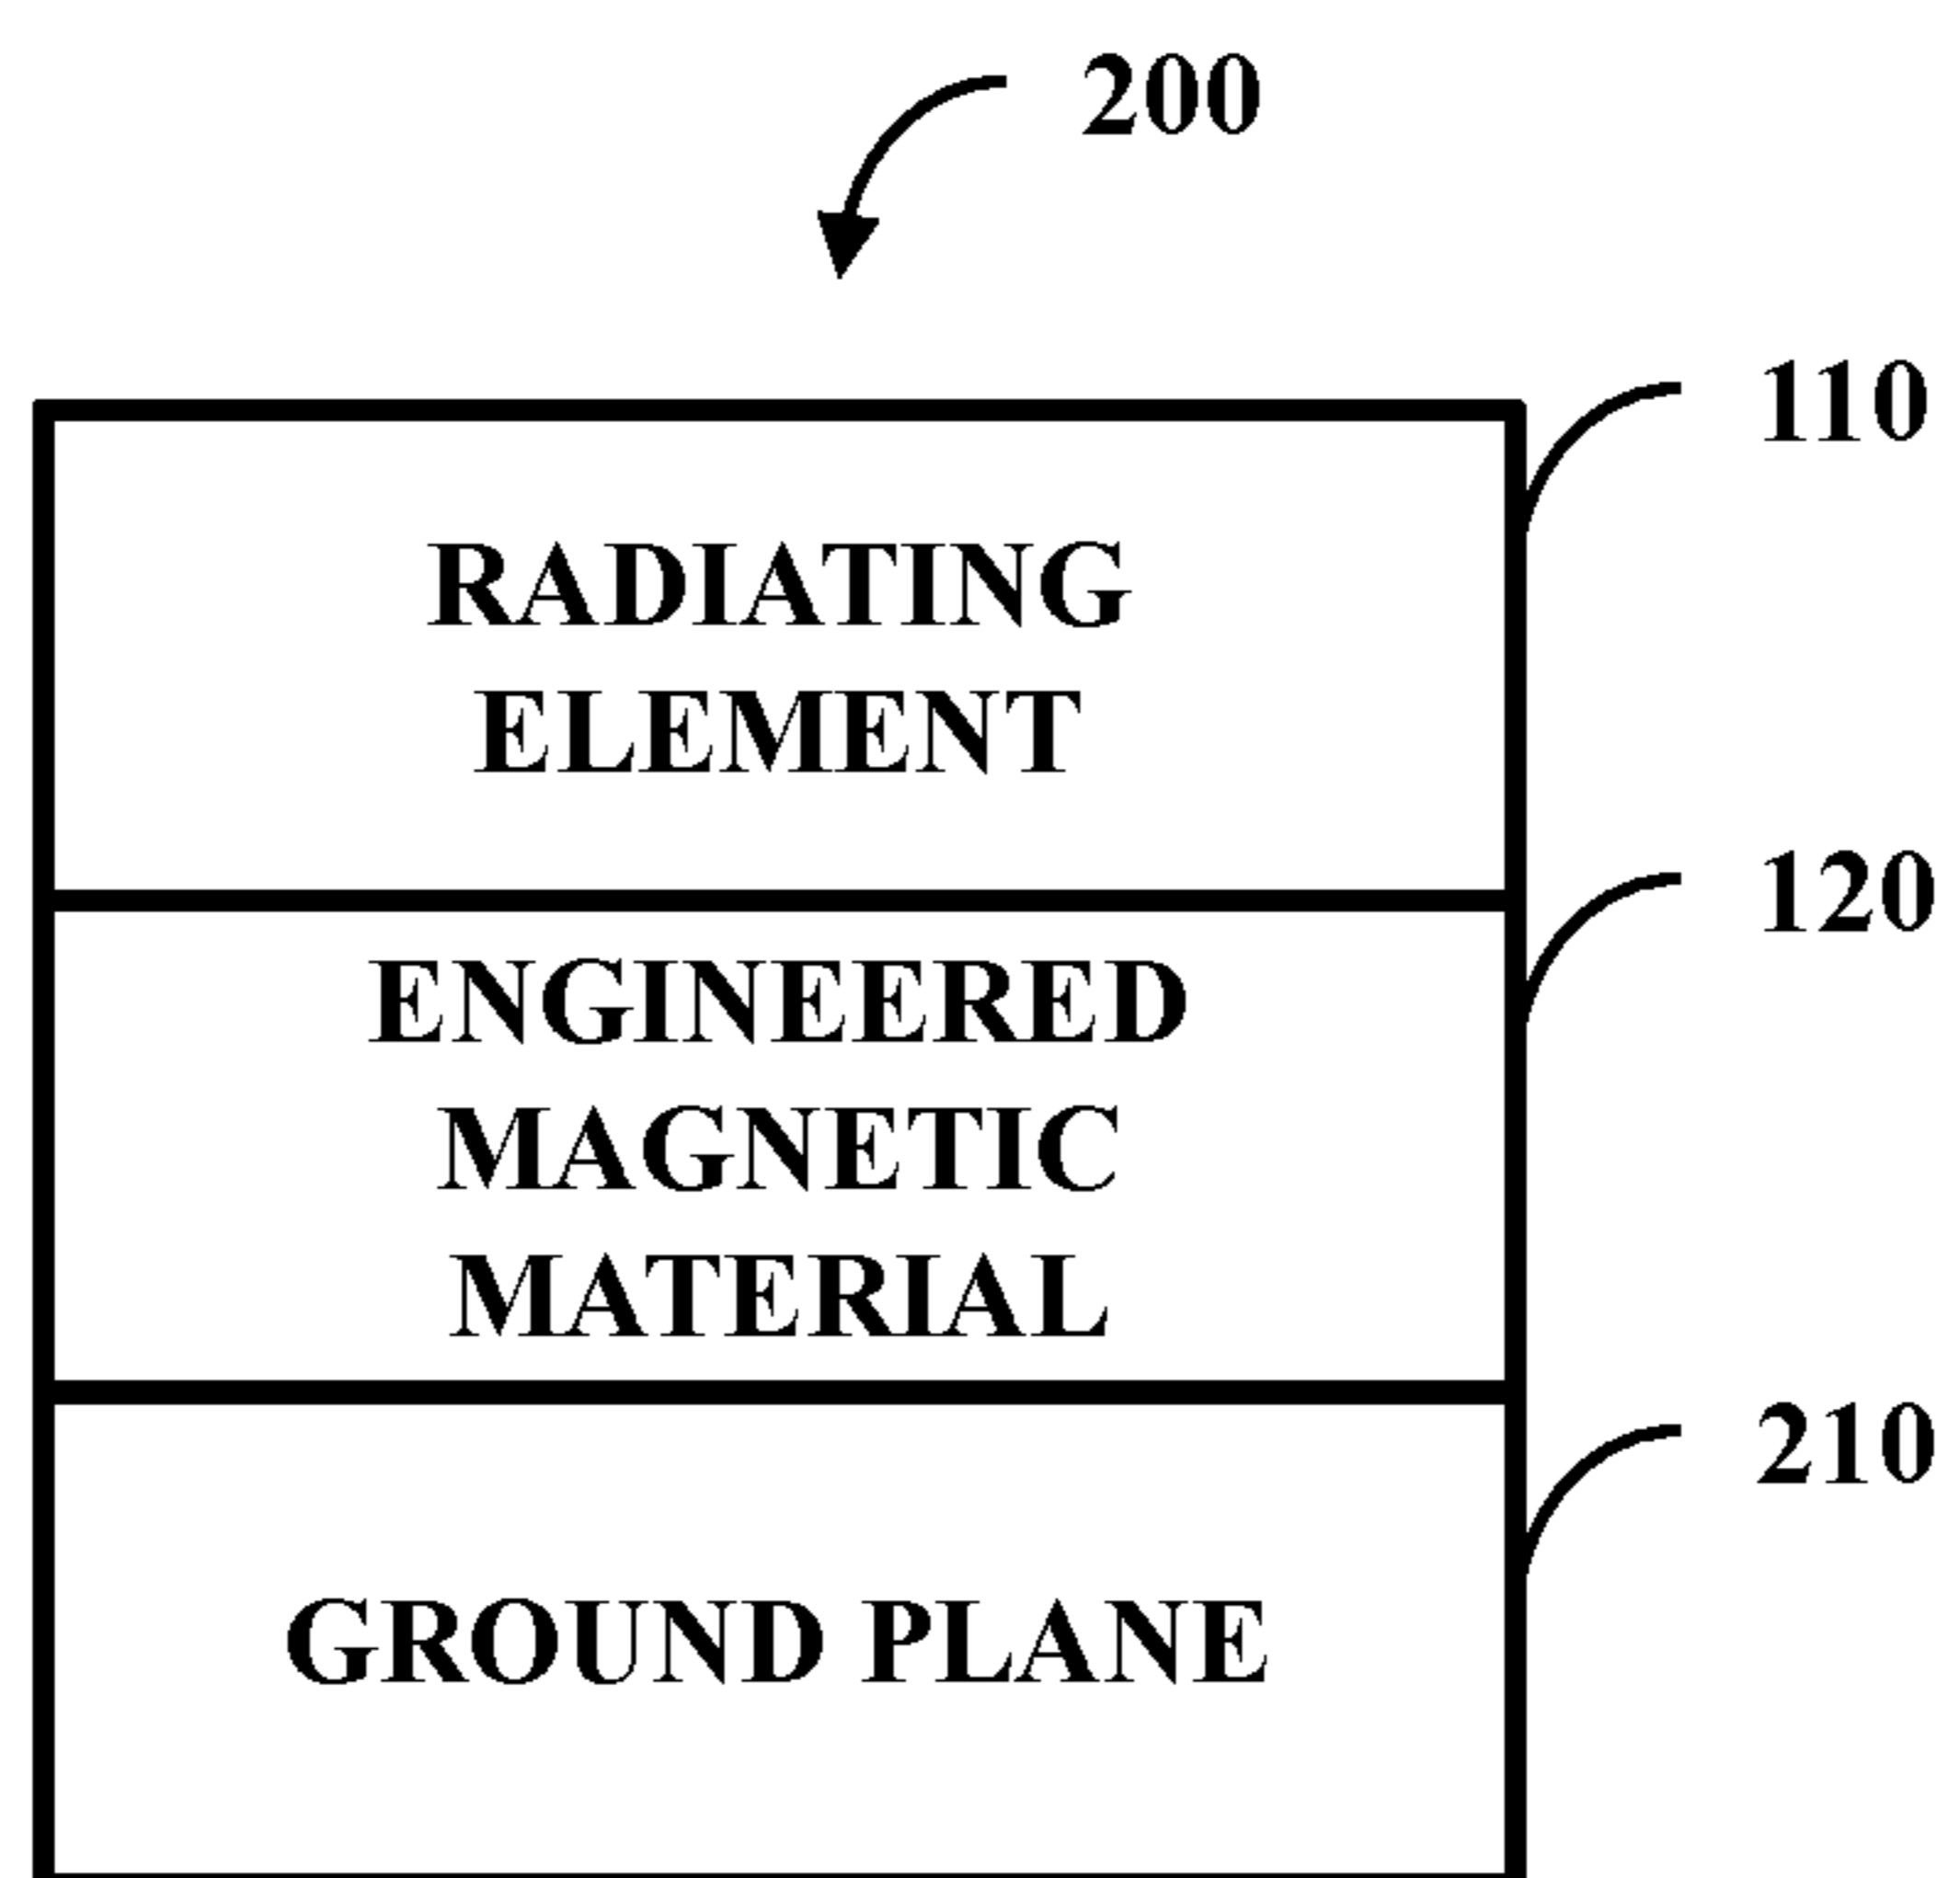 200
110
RADIATING
ELEMENT
120
ENGINEERED
MAGNETIC
MATERIAL
210
GROUND PLANE